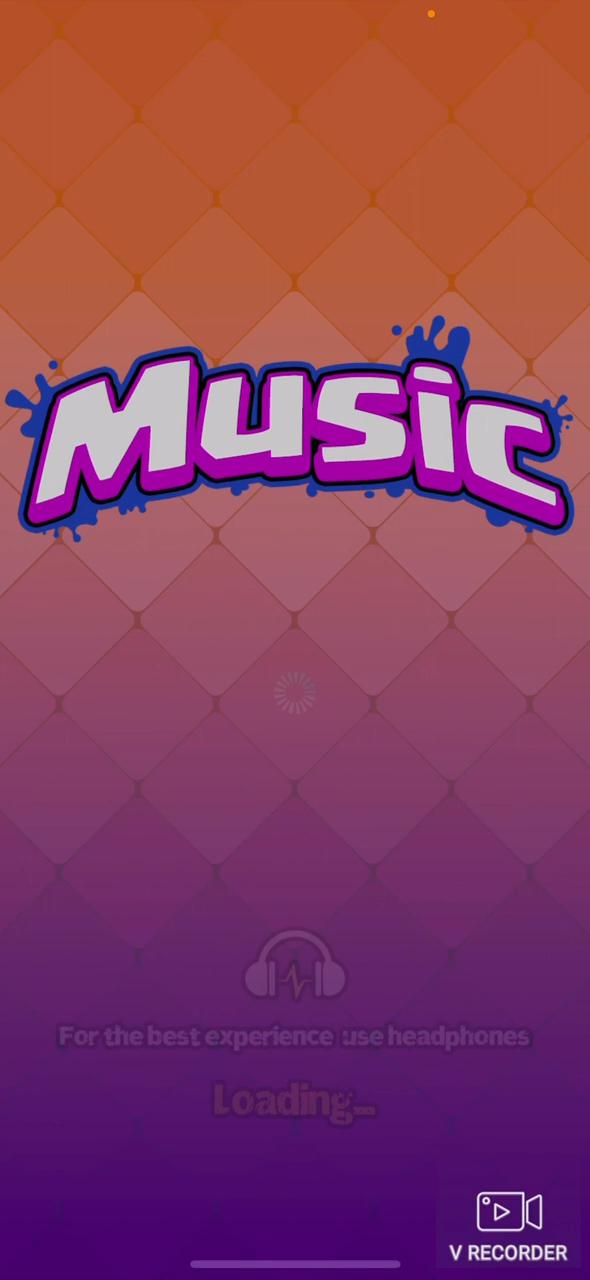 Music
For the best experience use headphones
Loading...
V RECORDER